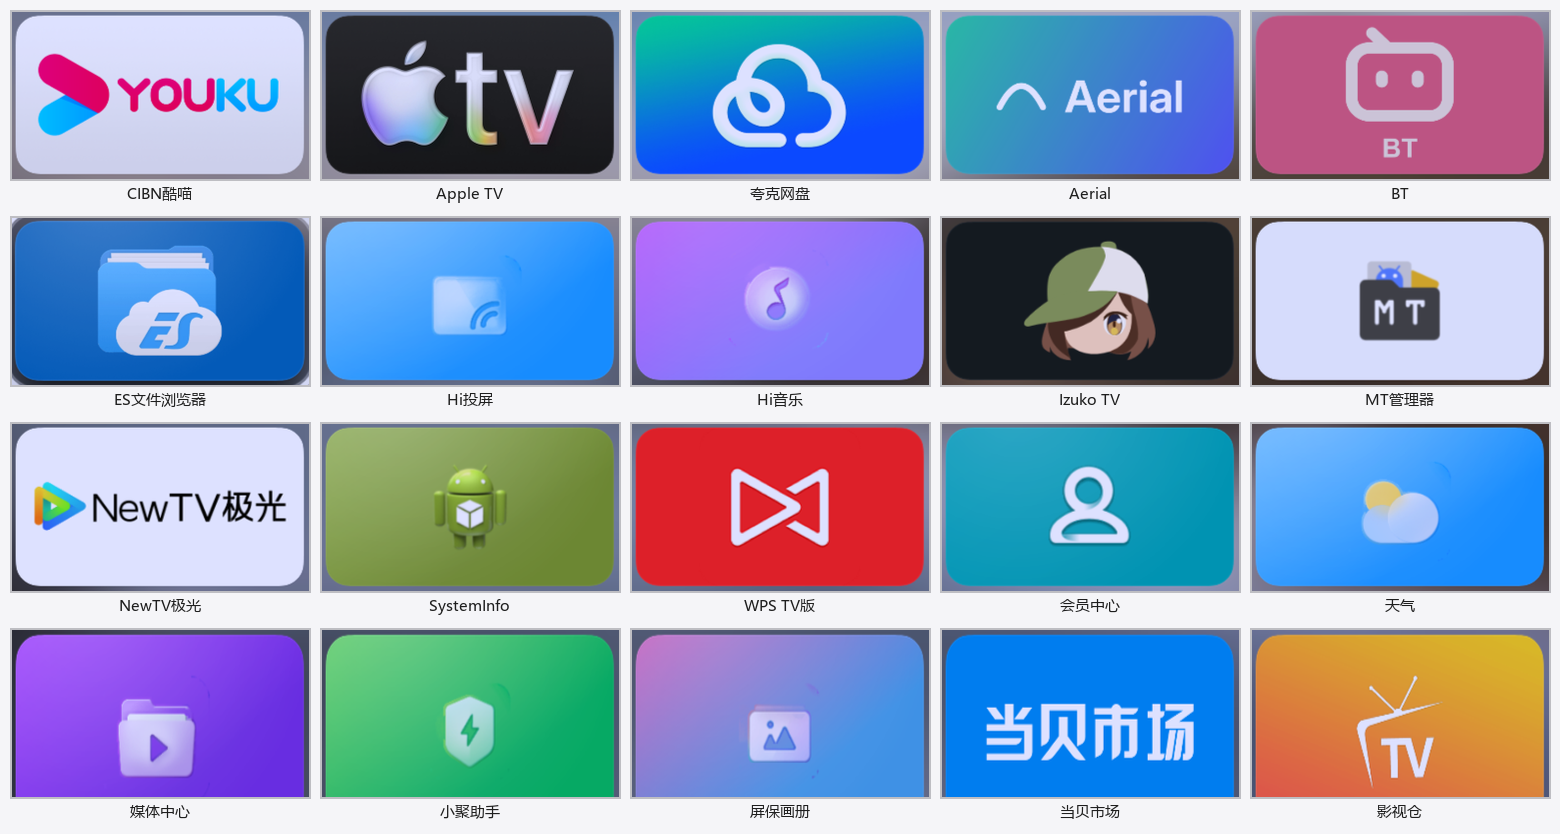 YOUKU
tv
Aerial
BT
CIBN酷喵
Apple TV
夸克网盘
Aerial
BT
ES
MT
ES文件浏览器
Hi投屏
Hi音乐
Izuko TV
MT管理器
NewTV极光
NewTV极光
SystemInfo
WPS TV版
会员中心
天气
当贝市场
TV
媒体中心
小聚助手
屏保画册
当贝市场
影视仓